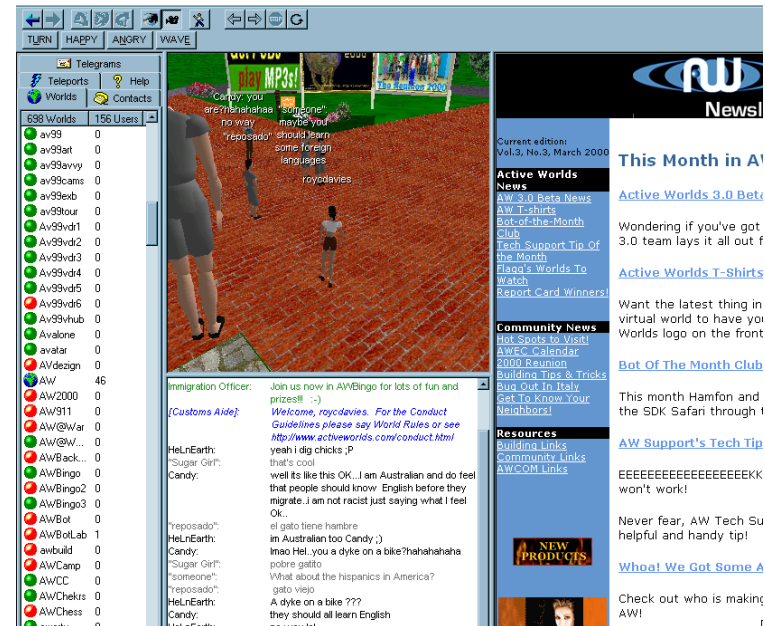 TURN HAPPY ANGRY WAVE
Telegrams
Teleports Help
Worlds Contacts
698 Worlds 156 Users
av99 0
av99art 0
av99avvy 0
av99cams 0
av99exb 0
av99tour 0
Av99vdr1 0
Av99vdr2 0
Av99vdr3 0
Av99vdr4 0
Av99vdr5 0
Av99vdr6 0
Av99vhub 0
Avalone 0
avatar 0
AVdezign 0
AW 46
AW2000 0
AW911 0
AW@War 0
AW@W... 0
AWBack... 0
AWBingo 0
AWBingo2 0
AWBingo3 0
AWBot 0
AWBotLab 1
awbuild 0
AWCamp 0
AWCC 0
AWChekrs 0
AWChess 0
play MP3s!
2000
The Reunion 2000
Candy: you
are?hahahahaa
no way
"reposado"
"someone":
maybe you
should learn
some foreign
languages
roycdavies
Immigration Officer: Join us now in AWBingo for lots of fun and
prizes!!! :-)
[Customs Aide]: Welcome, roycdavies. For the Conduct
Guidelines please say World Rules or see
http://www.activeworlds.com/conduct.html
HeLnEarth: yeah i dig chicks ;P
"Sugar Girl": that's cool
Candy: well its like this OK...I am Australian and do feel
that people should know English before they
migrate..i am not racist just saying what I feel
Ok..
"reposado": el gato tiene hambre
HeLnEarth: im Australian too Candy ;)
Candy: lmao Hel..you a dyke on a bike?hahahahaha
"Sugar Girl": pobre gatito
"someone": What about the hispanics in America?
"reposado": gato viejo
HeLnEarth: A dyke on a bike ???
Candy: they should all learn English
AW
Newsl
Current edition:
Vol.3, No.3, March 2000
Active Worlds
News
AW 3.0 Beta News
AW T-shirts
Bot-of-the-Month
Club
Tech Support Tip Of
the Month
Flagg's Worlds To
Watch
Report Card Winners!
Community News
Hot Spots to Visit!
AWEC Calendar
2000 Reunion
Building Tips & Tricks
Bug Out In Italy
Get To Know Your
Neighbors!
Resources
Building Links
Community Links
AWCOM Links
NEW
PRODUCTS
This Month in AW
Active Worlds 3.0 Beta
Wondering if you've got
3.0 team lays it all out f
Active Worlds T-Shirts
Want the latest thing in
virtual world to have you
Worlds logo on the front
Bot Of The Month Club
This month Hamfon and
the SDK Safari through t
AW Support's Tech Tip
EEEEEEEEEEEEEEEEEEKK
won't work!
Never fear, AW Tech Su
helpful and handy tip!
Whoa! We Got Some A
Check out who is making
AW!